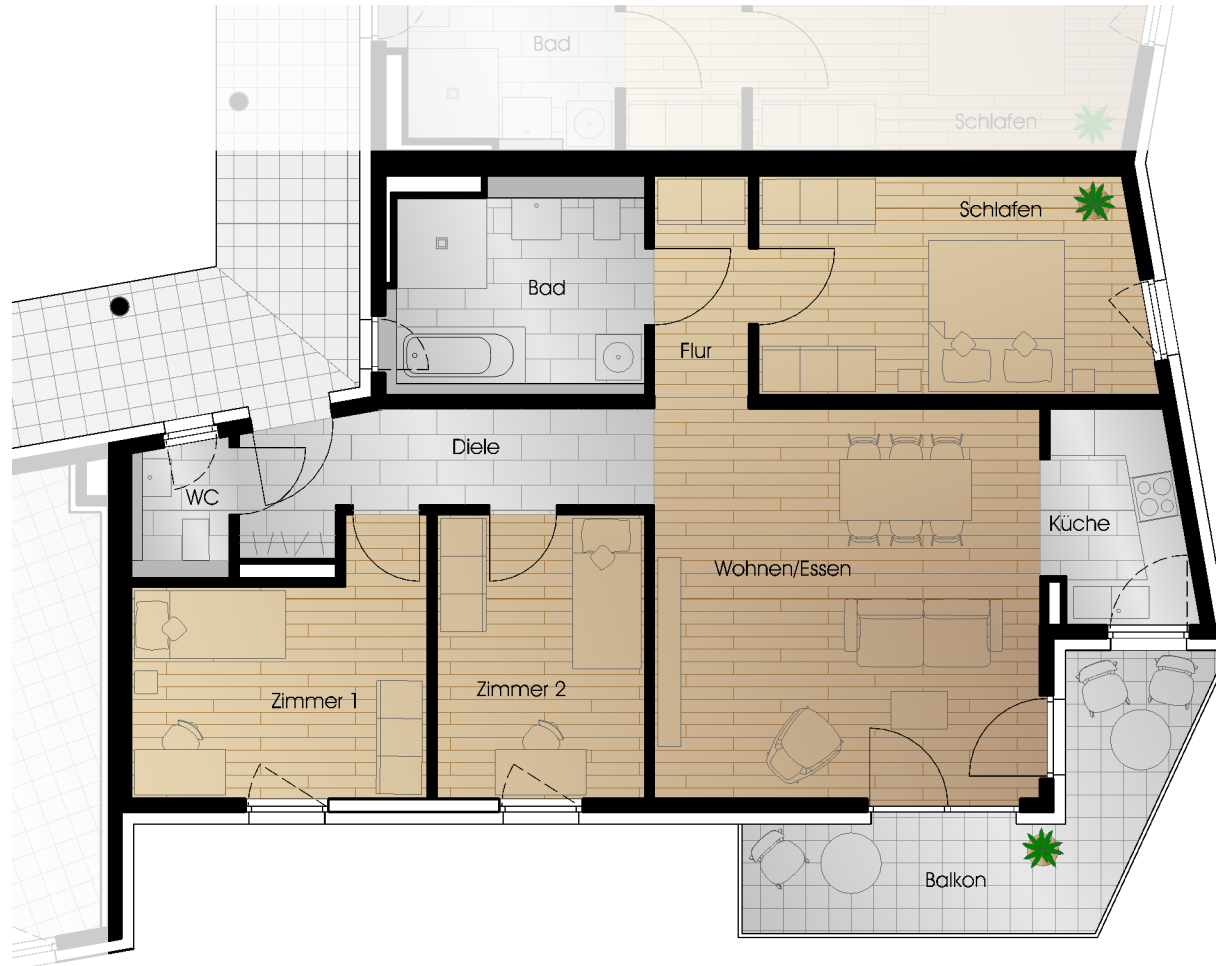 Bad
Schlafen
Schlafen
Bad
Flur
Diele
WC
Küche
Wohnen/Essen
Zimmer 2
Zimmer 1
Balkon